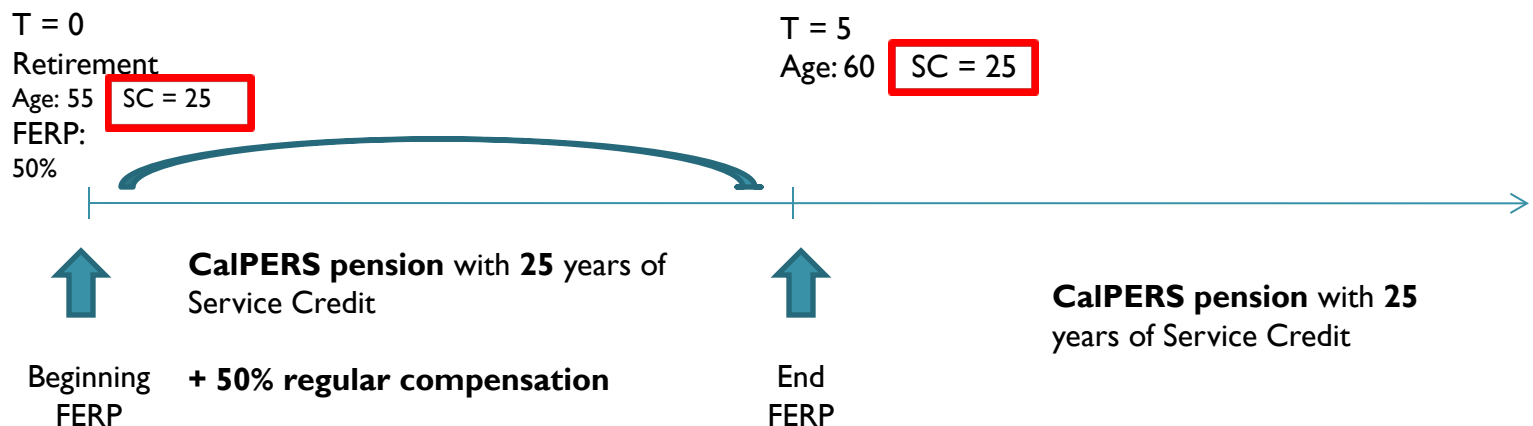 T = 0
Retirement
Age: 55 SC = 25
FERP:
50%
T = 5
Age: 60 SC = 25
CalPERS pension with 25 years of
Service Credit
+ 50% regular compensation
Beginning
FERP
End
FERP
CalPERS pension with 25
years of Service Credit